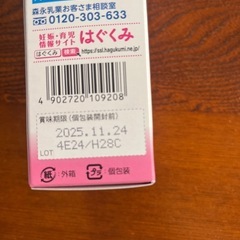 森永乳業お客さま相談室
0120-303-633
妊娠・育児
情報サイト はぐくみ
はぐくみ 検索 https://ssl.hagukumi.ne.jp
4 902720 109208
賞味期限(個包装開封前)
2025.11.24
LOT 4E24/H28C
紙 :外箱 プラ :個包装